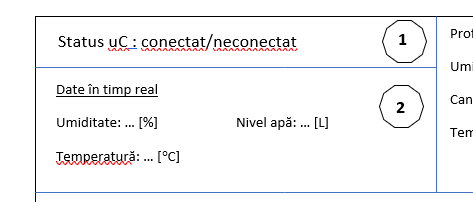 Status uC : conectat/neconectat
1
Date în timp real
2
Umiditate: ... [%]
Nivel apă: ... [L]
Temperatură: ... [°C]